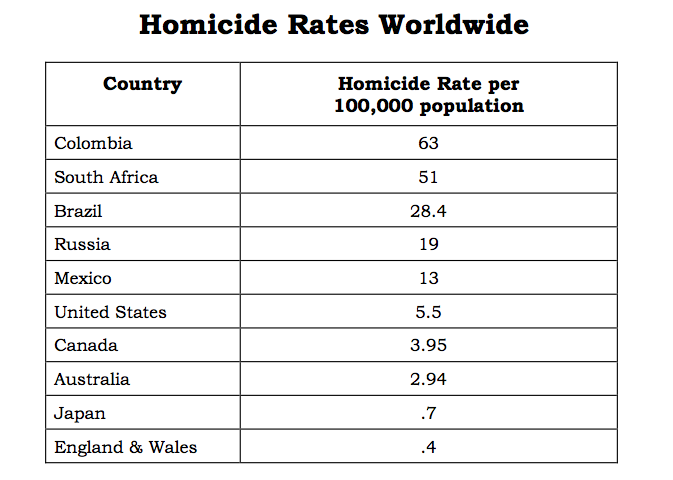 Homicide Rates Worldwide
Country Homicide Rate per
100,000 population
Colombia 63
South Africa 51
Brazil 28.4
Russia 19
Mexico 13
United States 5.5
Canada 3.95
Australia 2.94
Japan .7
England & Wales .4